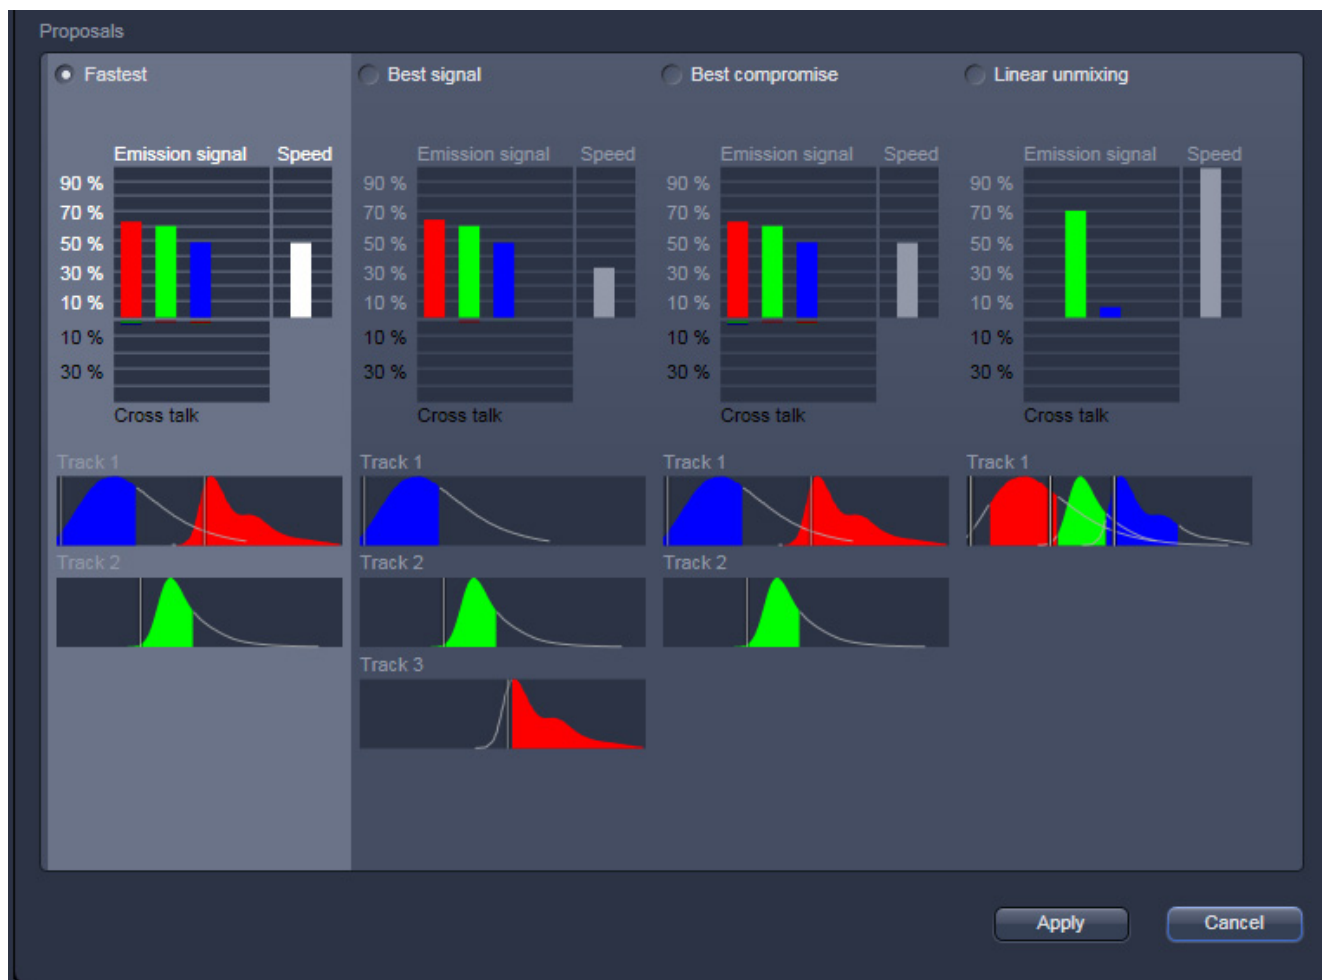 Proposals
Fastest
Best signal
Best compromise
Linear unmixing
Emission signal Speed
90 %
70 %
50 %
30 %
10 %
10 %
30 %
Cross talk
Track 1
Track 2
Emission signal Speed
90 %
70 %
50 %
30 %
10 %
10 %
30 %
Cross talk
Track 1
Track 2
Track 3
Emission signal Speed
90 %
70 %
50 %
30 %
10 %
10 %
30 %
Cross talk
Track 1
Track 2
Emission signal Speed
90 %
70 %
50 %
30 %
10 %
10 %
30 %
Cross talk
Track 1
Apply
Cancel